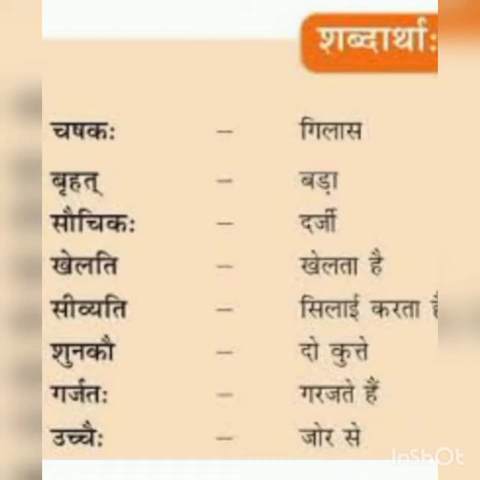 शब्दार्थाः
चषकः – गिलास
बृहत् – बड़ा
सौचिकः – दर्जी
खेलति – खेलता है
सीव्यति – सिलाई करता है
शुनकौ – दो कुत्ते
गर्जतः – गरजते हैं
उच्चैः – जोर से
InShOt